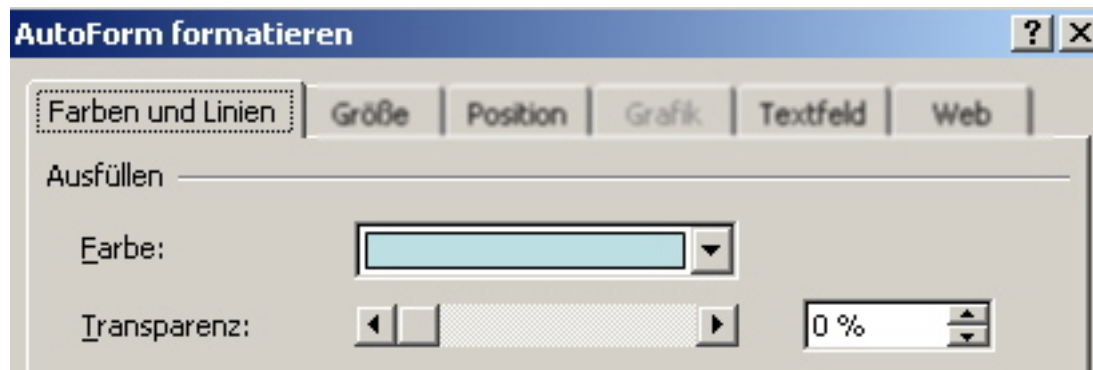 AutoForm formatieren ? X
Farben und Linien Größe Position Grafik Textfeld Web
Ausfüllen
Farbe:
Transparenz: 0 %